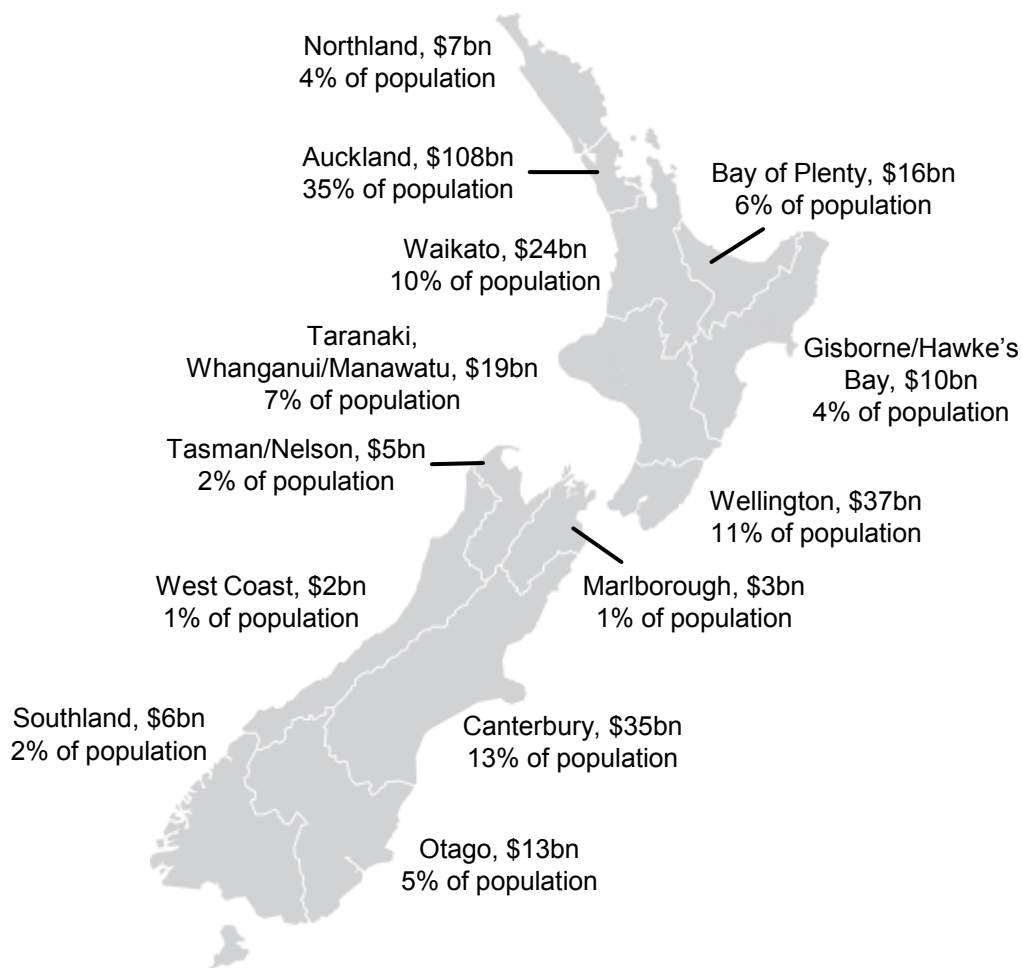 Northland, $7bn
4% of population
Auckland, $108bn
35% of population
Bay of Plenty, $16bn
6% of population
Waikato, $24bn
10% of population
Taranaki,
Whanganui/Manawatu, $19bn
7% of population
Gisborne/Hawke’s
Bay, $10bn
4% of population
Tasman/Nelson, $5bn
2% of population
Wellington, $37bn
11% of population
West Coast, $2bn
1% of population
Marlborough, $3bn
1% of population
Southland, $6bn
2% of population
Canterbury, $35bn
13% of population
Otago, $13bn
5% of population